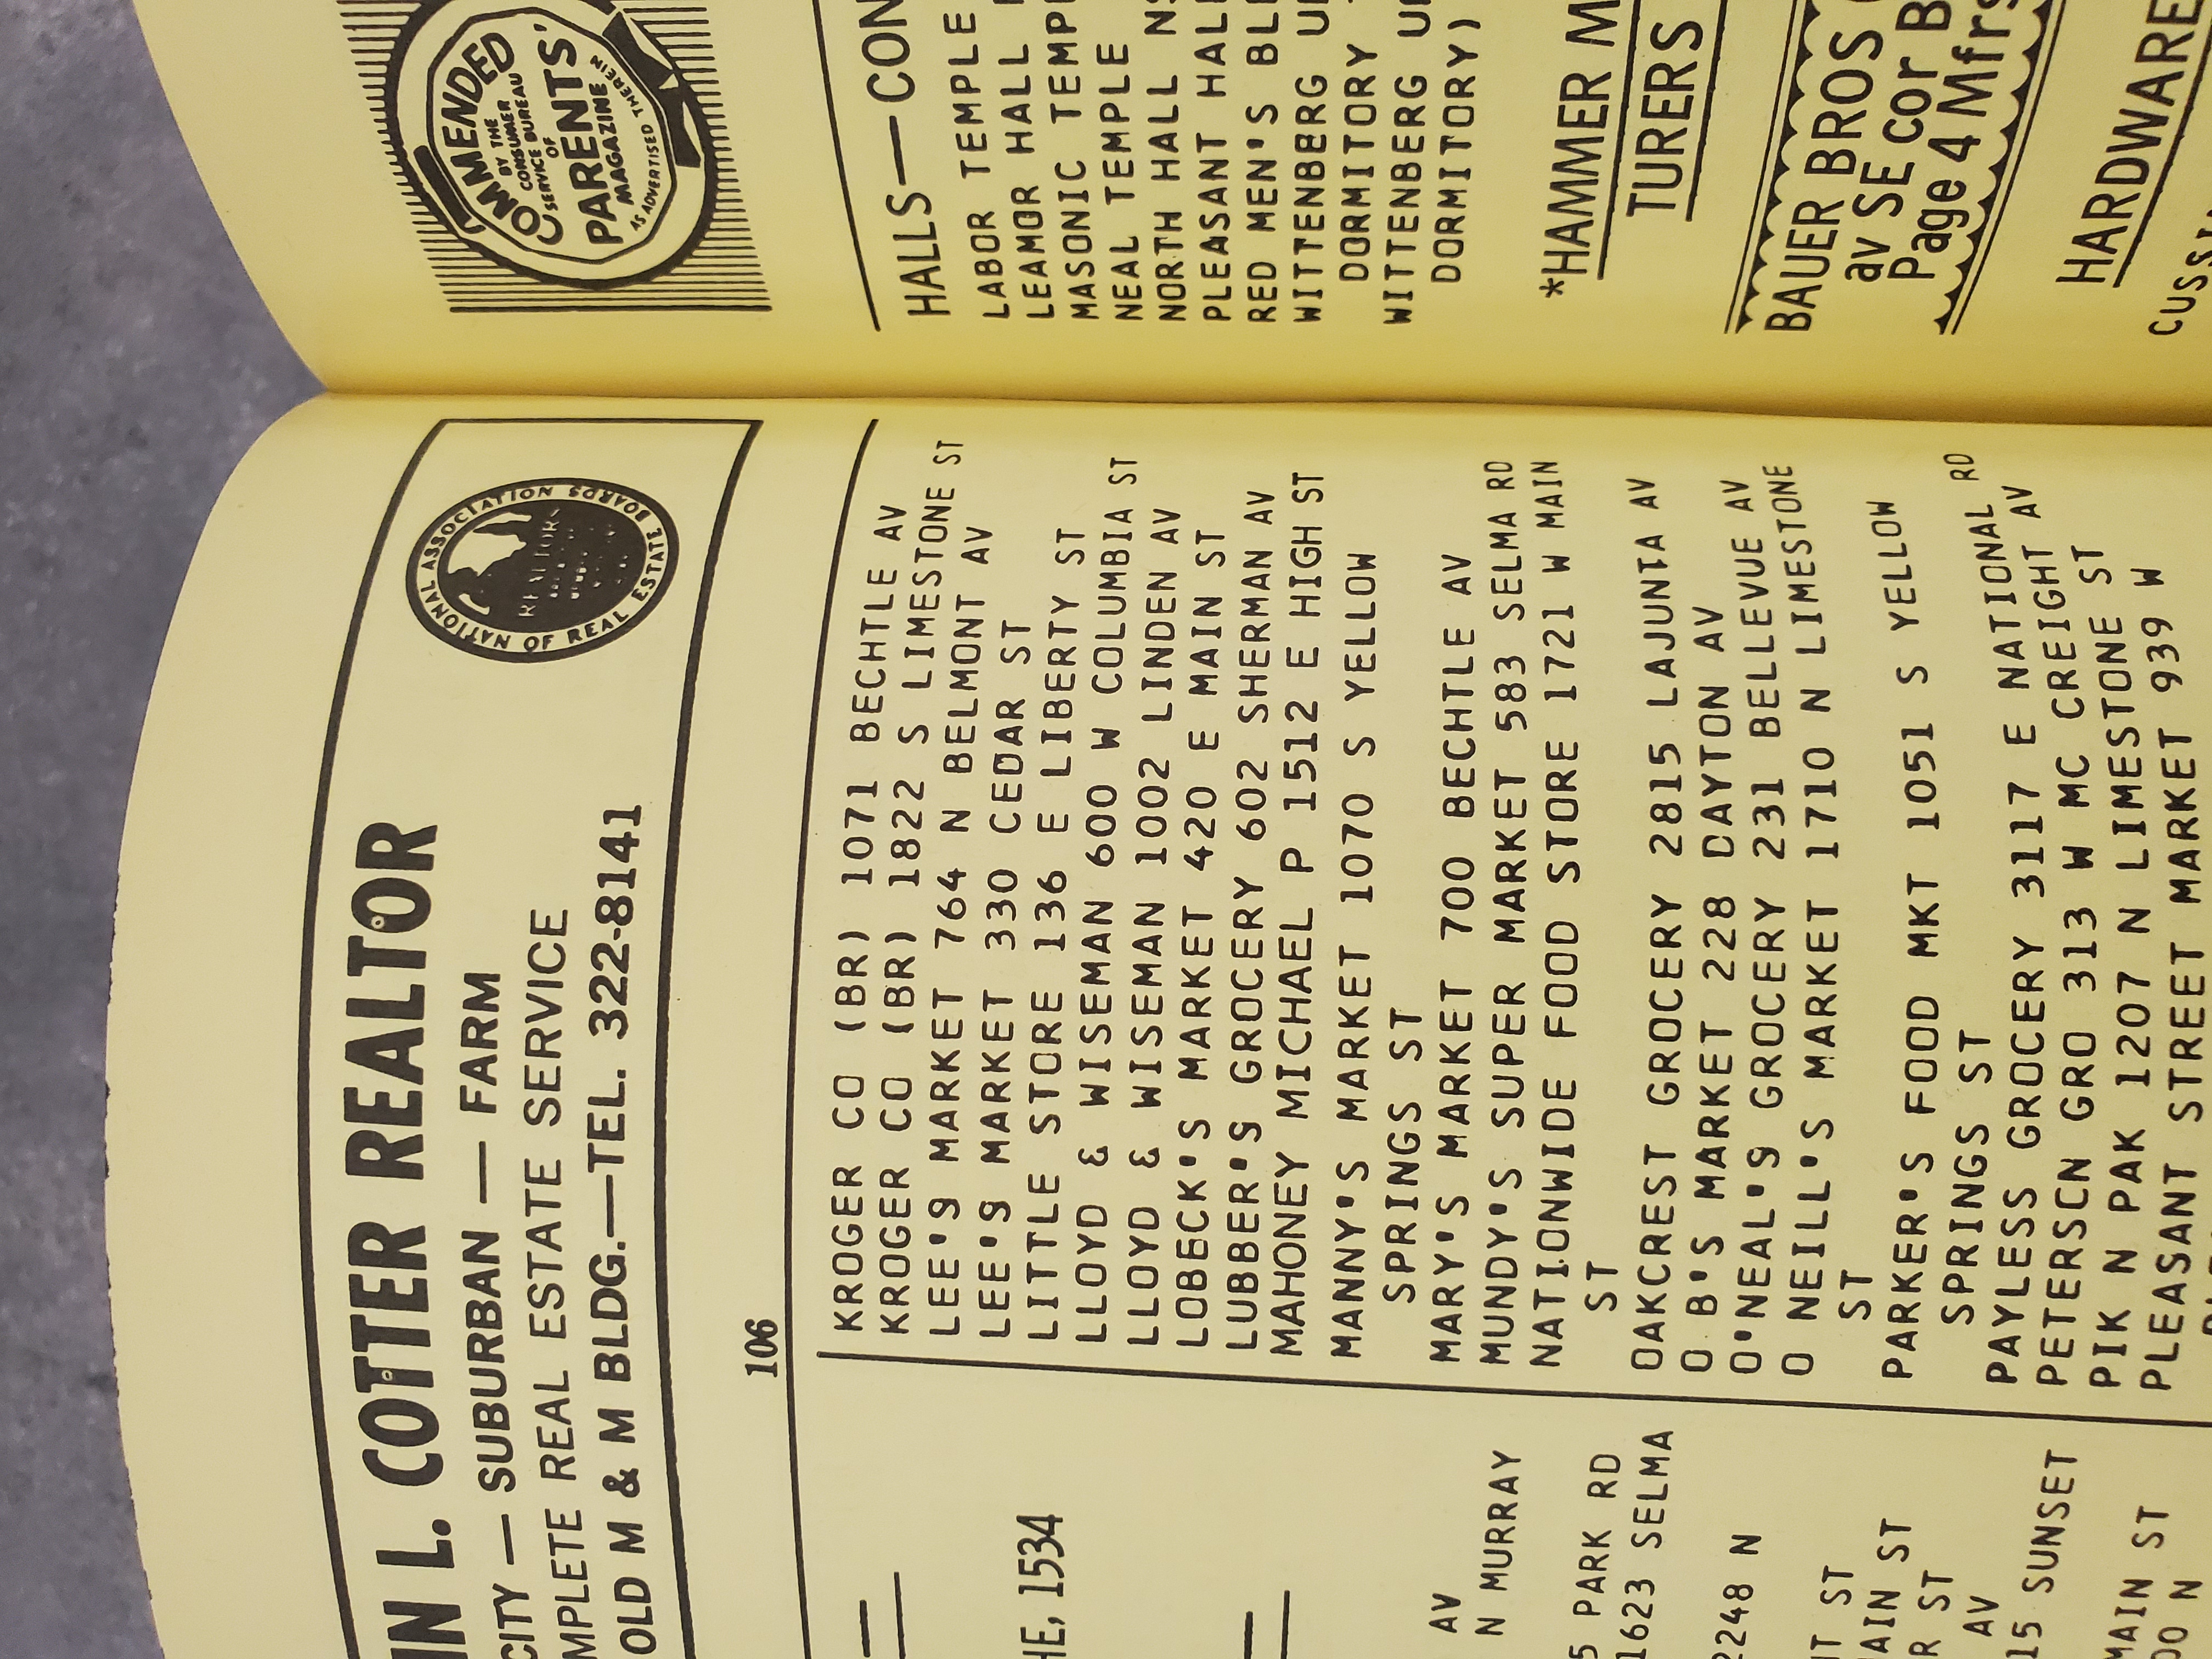 IN L. COTTER REALTOR
CITY — SUBURBAN — FARM
MPLETE REAL ESTATE SERVICE
OLD M & M BLDG.—TEL. 322-8141
NATIONAL ASSOCIATION OF REAL ESTATE BOARDS
REALTORS
106
HE, 1534
AV
N MURRAY
5 PARK RD
1623 SELMA
2248 N
ST
AIN ST
R ST
AV
15 SUNSET
MAIN ST
00 N
KROGER CO (BR) 1071 BECHTLE AV
KROGER CO (BR) 1822 S LIMESTONE ST
LEE'S MARKET 764 N BELMONT AV
LEE'S MARKET 330 CEDAR ST
LITTLE STORE 136 E LIBERTY ST
LLOYD & WISEMAN 600 W COLUMBIA ST
LLOYD & WISEMAN 1002 LINDEN AV
LOBECK'S MARKET 420 E MAIN ST
LUBBER'S GROCERY 602 SHERMAN AV
MAHONEY MICHAEL P 1512 E HIGH ST
MANNY'S MARKET 1070 S YELLOW
SPRINGS ST
MARY'S MARKET 700 BECHTLE AV
MUNDY'S SUPER MARKET 583 SELMA RD
NATIONWIDE FOOD STORE 1721 W MAIN
ST
OAKCREST GROCERY 2815 LAJUNTA AV
O B'S MARKET 228 DAYTON AV
O'NEAL'S GROCERY 231 BELLEVUE AV
O NEILL'S MARKET 1710 N LIMESTONE
ST
PARKER'S FOOD MKT 1051 S YELLOW
SPRINGS ST
PAYLESS GROCERY 3117 E NATIONAL RD
PETERSCN GRO 313 W MC CREIGHT AV
PIK N PAK 1207 N LIMESTONE ST
PLEASANT STREET MARKET 939 W
COMMENDED
BY THE
CONSUMER
SERVICE BUREAU
OF
PARENTS'
MAGAZINE
AS ADVERTISED THEREIN
HALLS—CON
LABOR TEMPLE
LEAMOR HALL
MASONIC TEMP
NEAL TEMPLE
NORTH HALL NS
PLEASANT HALL
RED MEN'S BL
WITTENBERG U
DORMITORY
WITTENBERG U
DORMITORY)
*HAMMER M
TURERS
BAUER BROS
av SE cor B
Page 4 Mfrs
HARDWARE
CUSS